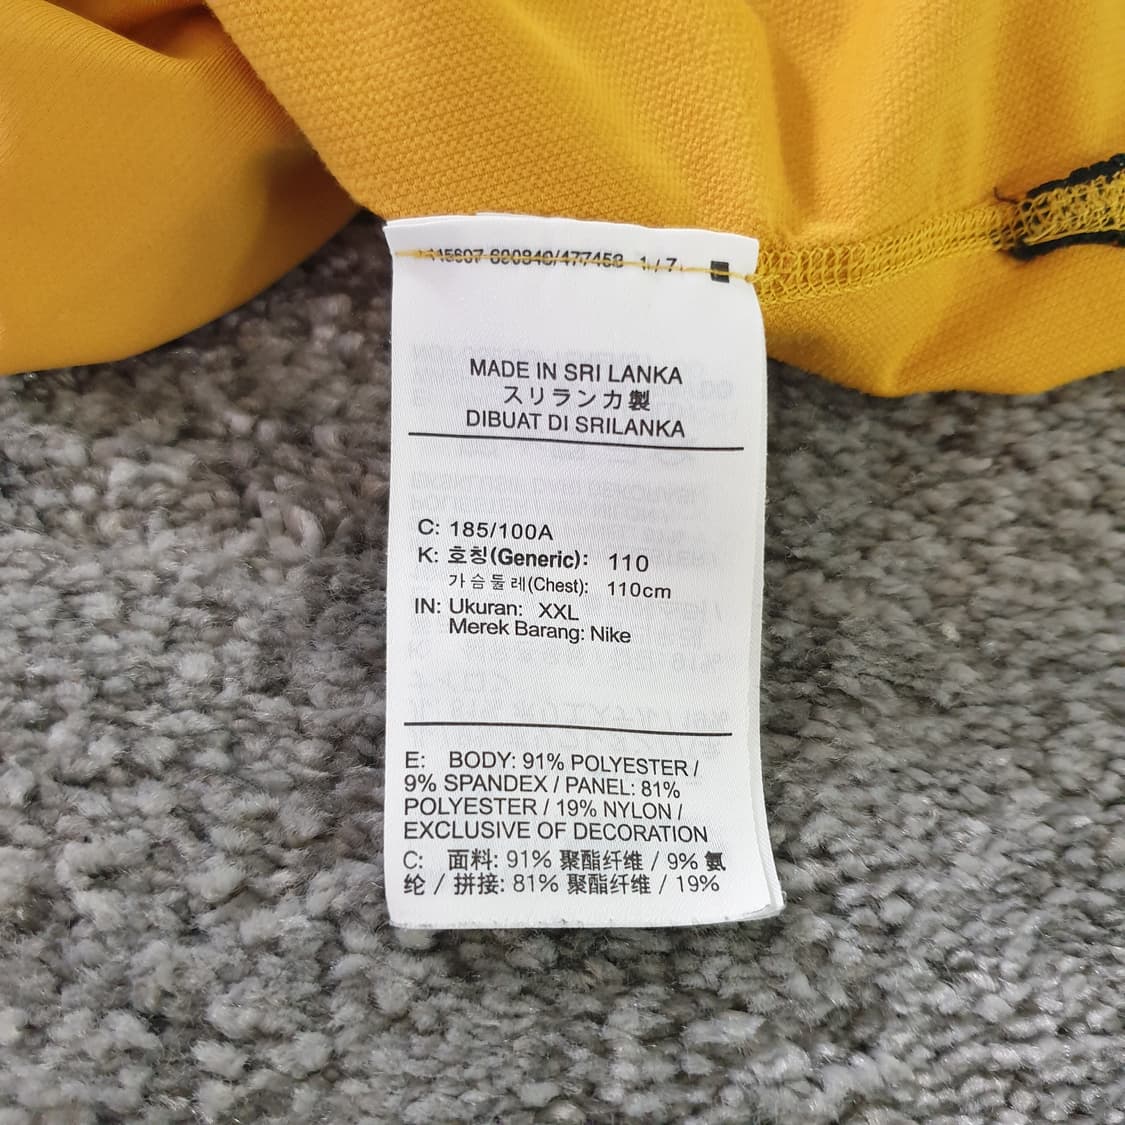 MADE IN SRI LANKA
スリランカ製
DIBUAT DI SRILANKA
C: 185/100A
K: 호칭(Generic): 110
가슴둘레(Chest): 110cm
IN: Ukuran: XXL
Merek Barang: Nike
E: BODY: 91% POLYESTER /
9% SPANDEX / PANEL: 81%
POLYESTER / 19% NYLON /
EXCLUSIVE OF DECORATION
C: 面料: 91% 聚酯纤维 / 9% 氨
纶 / 拼接: 81% 聚酯纤维 / 19%